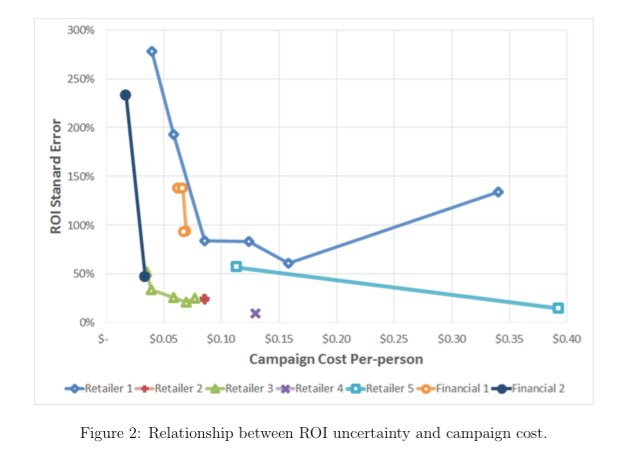 300%
250%
200%
150%
100%
50%
0%
ROI Stanard Error
$- $0.05 $0.10 $0.15 $0.20 $0.25 $0.30 $0.35 $0.40
Campaign Cost Per-person
Retailer 1 Retailer 2 Retailer 3 Retailer 4 Retailer 5 Financial 1 Financial 2
Figure 2: Relationship between ROI uncertainty and campaign cost.